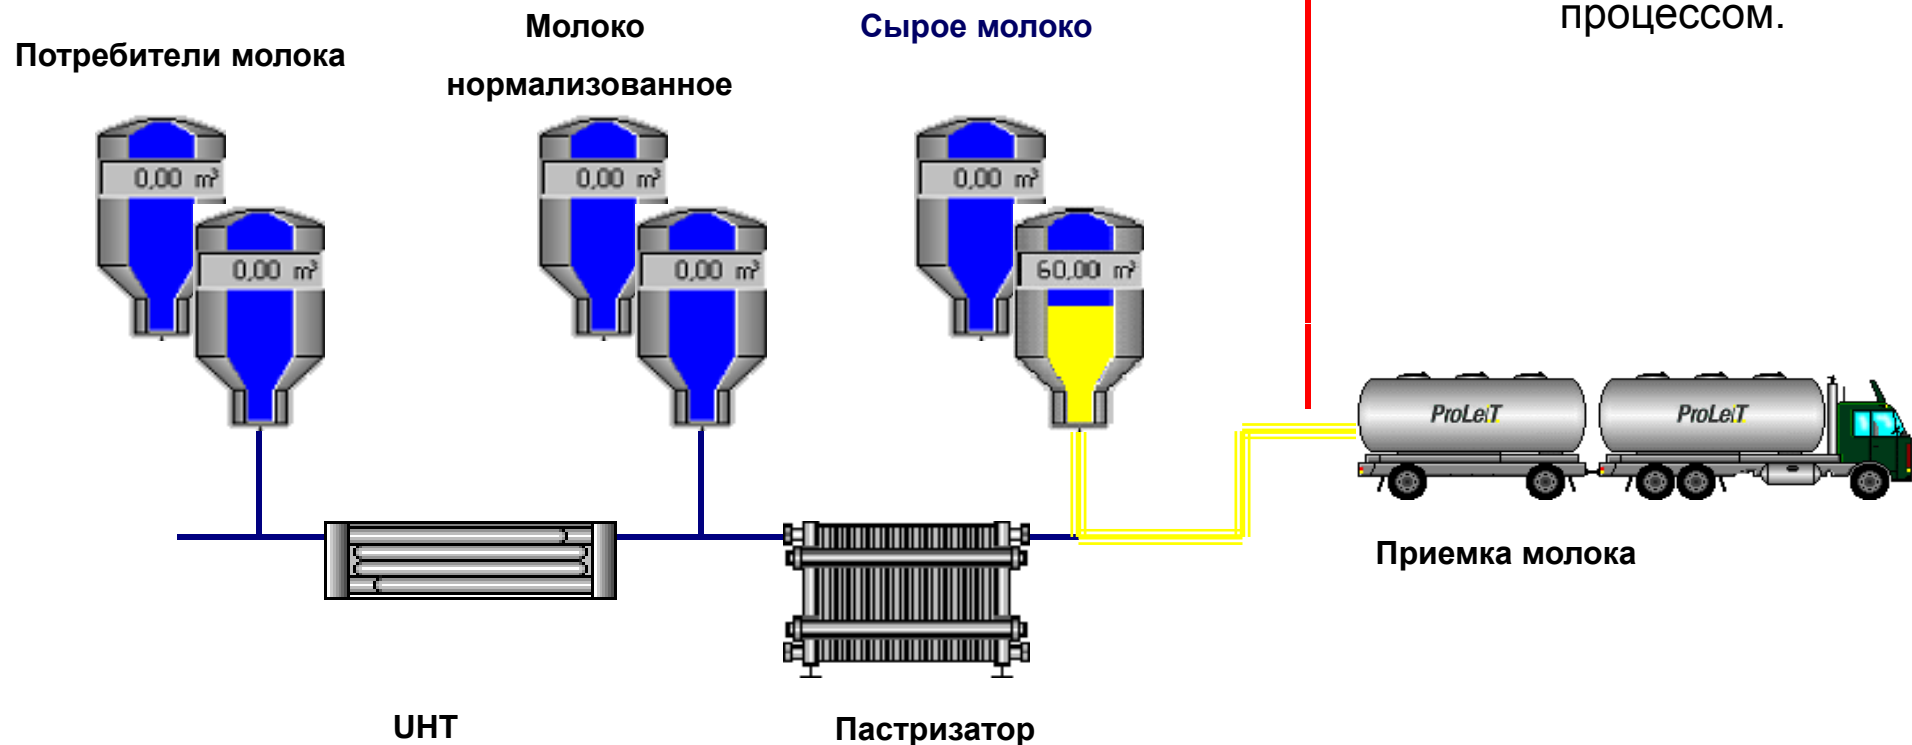 процессом.
Потребители молока
Молоко
нормализованное
Сырое молоко
0,00 m³
0,00 m³
0,00 m³
0,00 m³
0,00 m³
60,00 m³
ProLeiT
ProLeiT
Приемка молока
UHT
Пастризатор